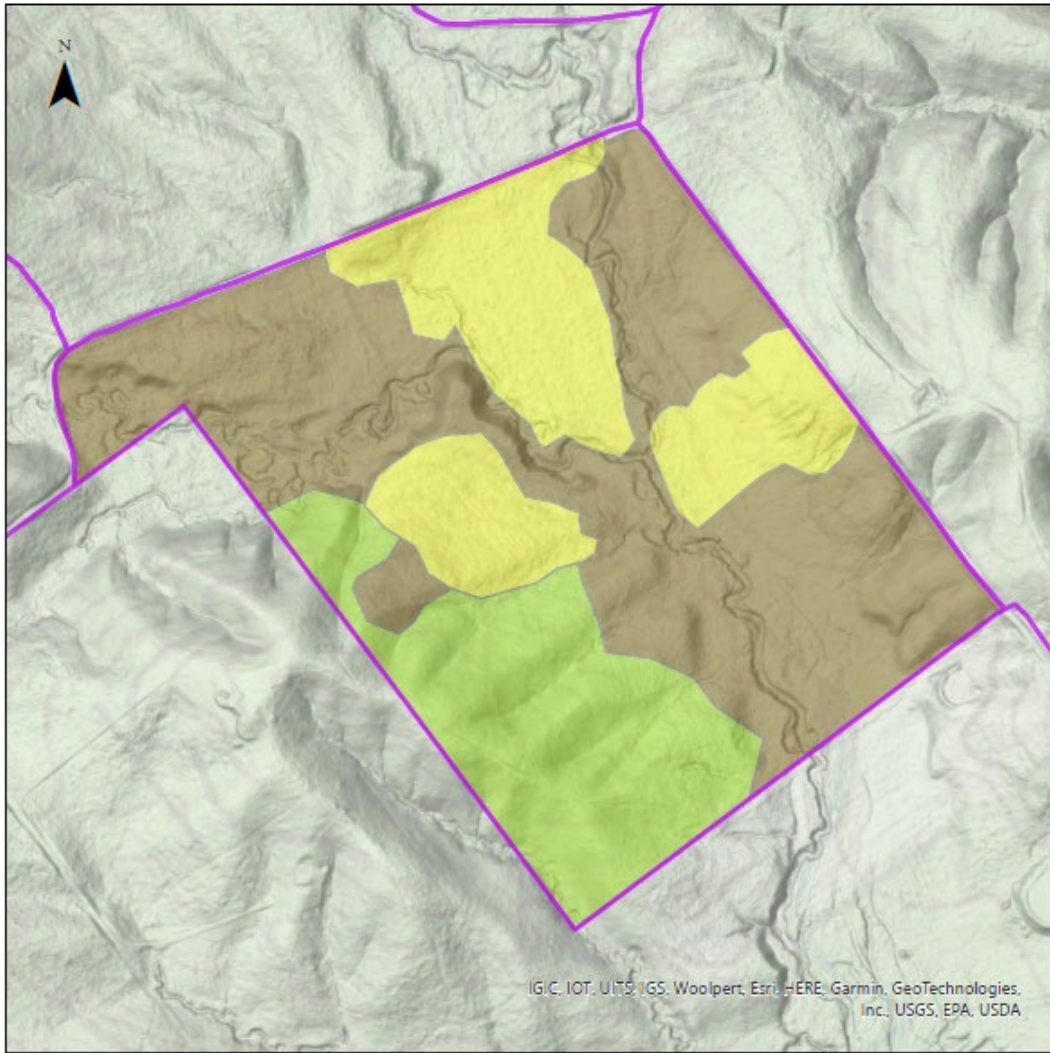 N
IGIC, IOT, UITS, IGS, Woolpert, Esri, HERE, Garmin, GeoTechnologies,
Inc., USGS, EPA, USDA